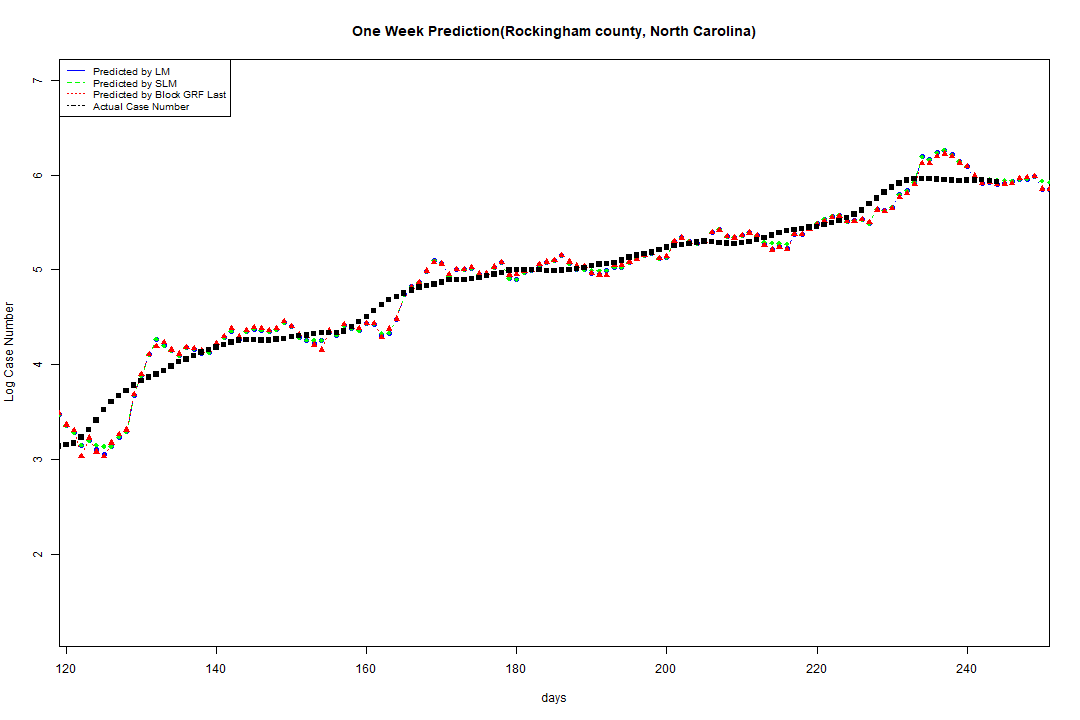 One Week Prediction(Rockingham county, North Carolina)
Predicted by LM
Predicted by SLM
Predicted by Block GRF Last
Actual Case Number
7
6
5
4
3
2
Log Case Number
120 140 160 180 200 220 240
days